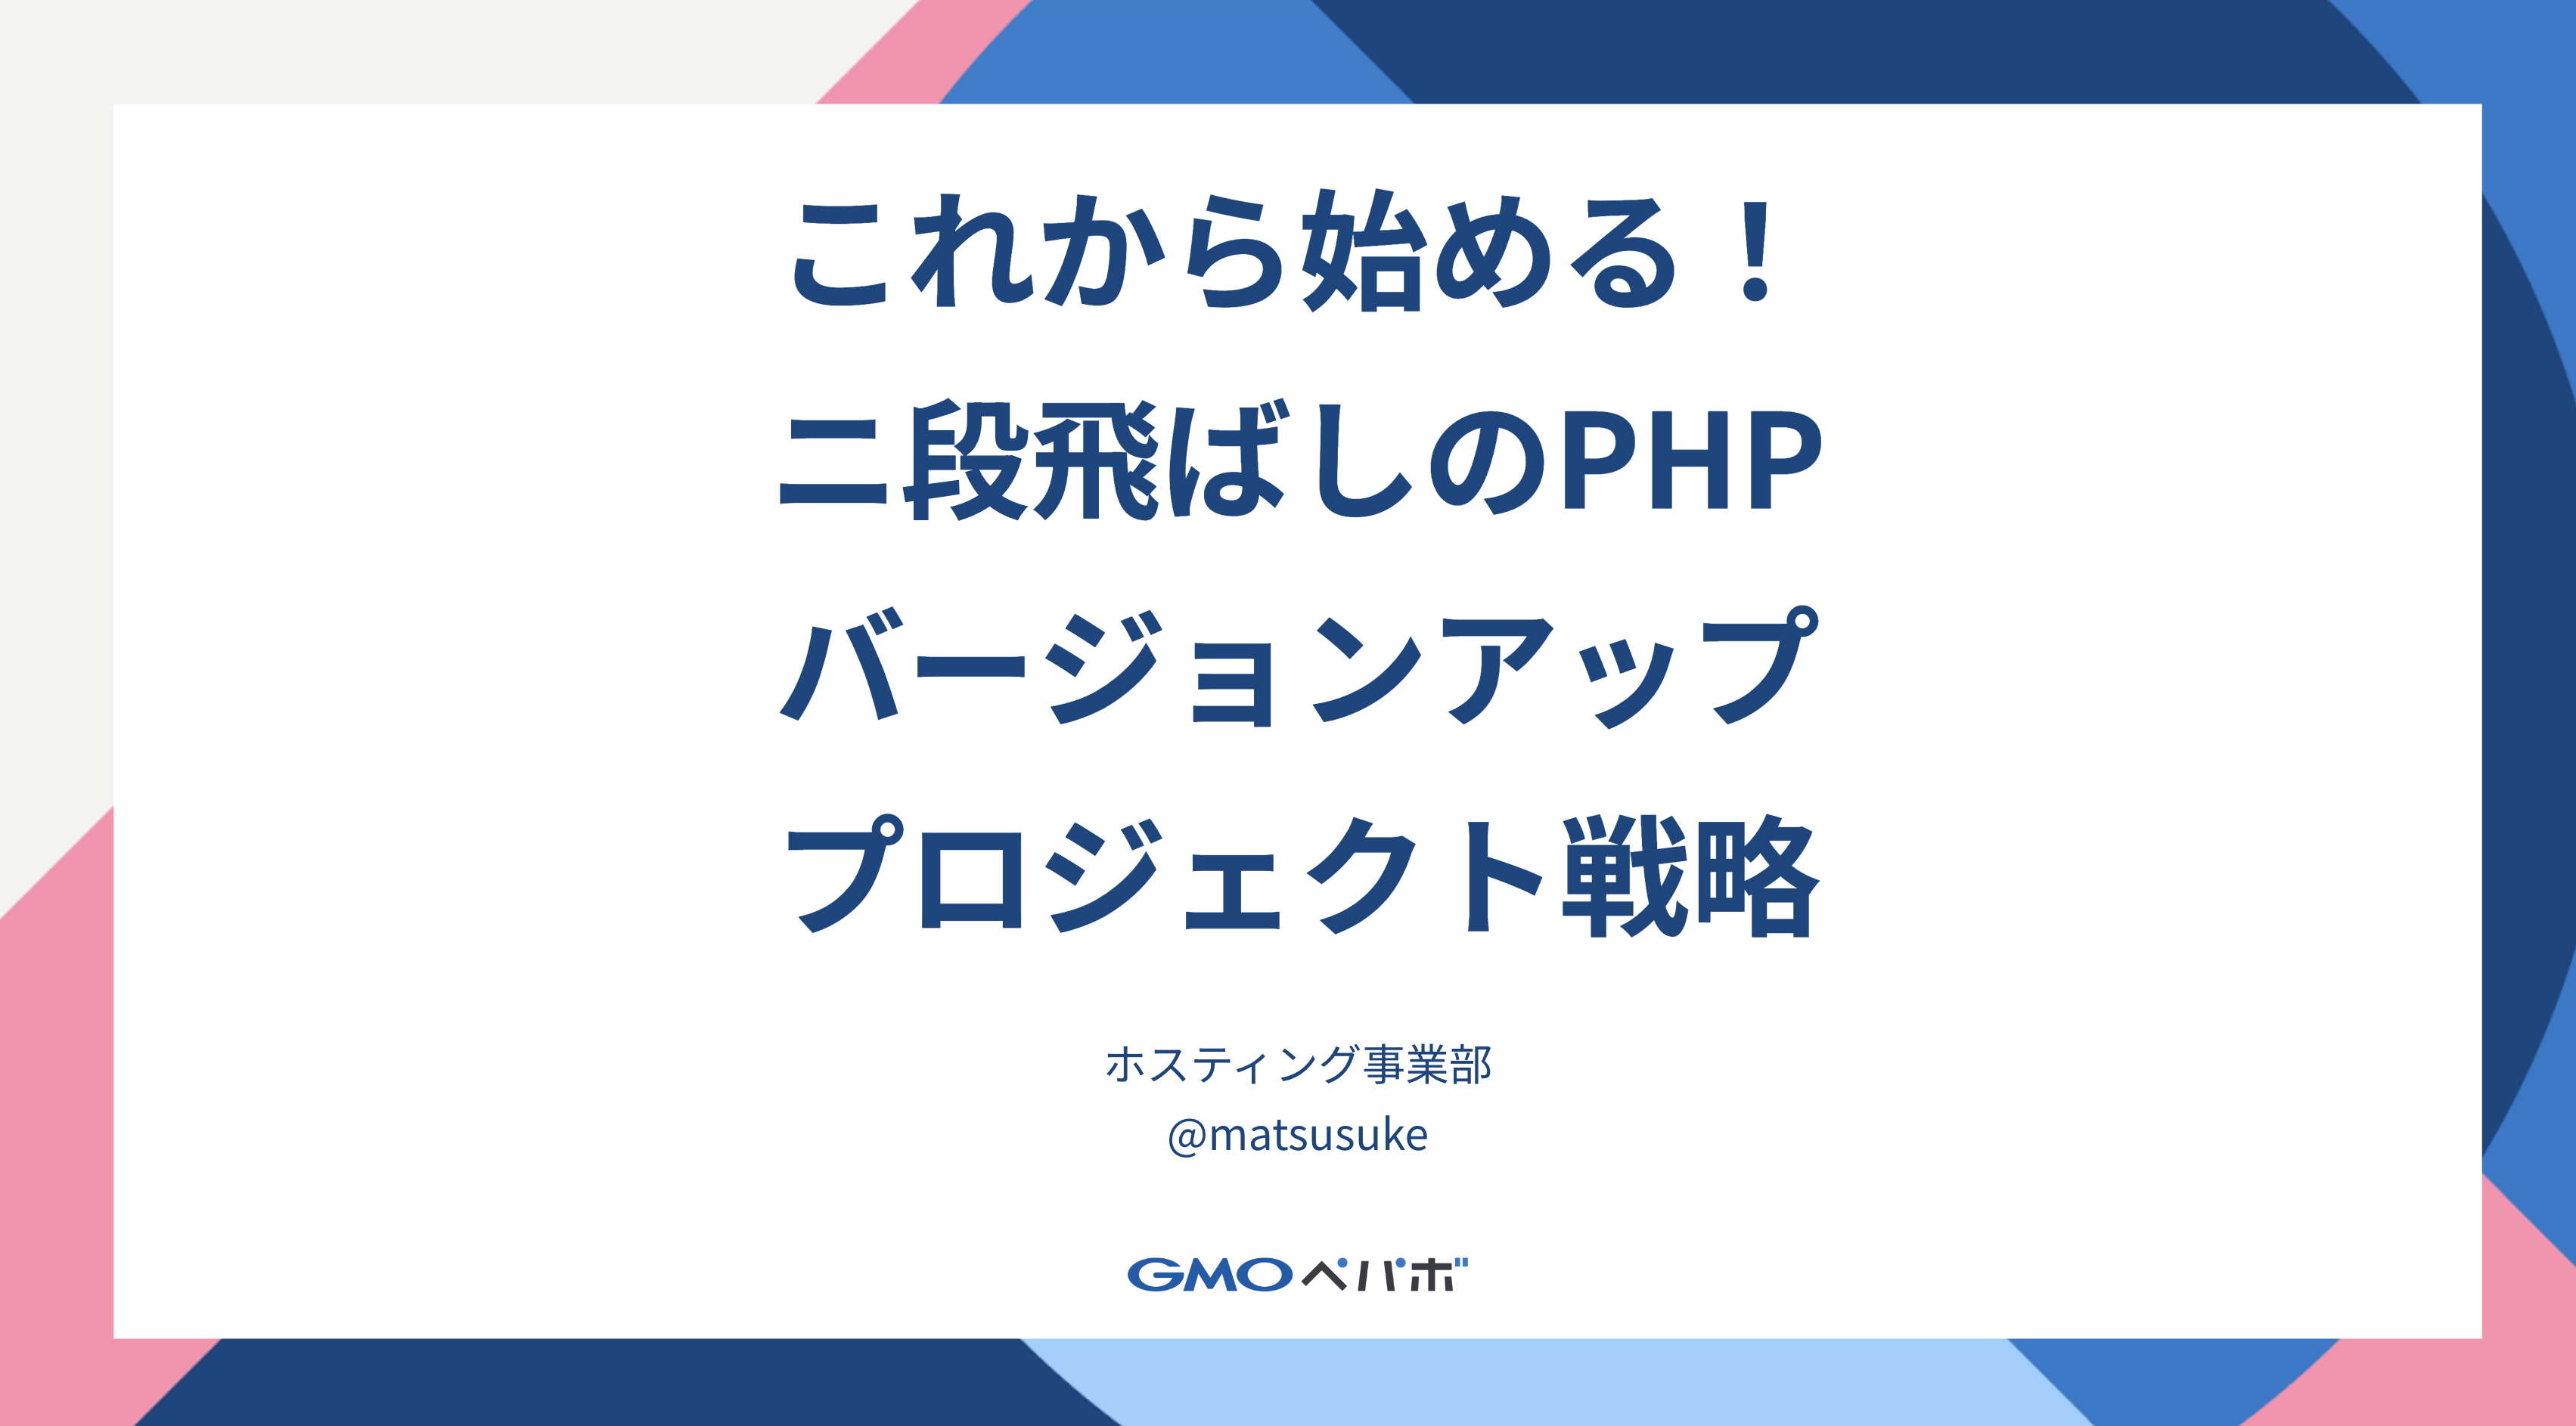 これから始める！
二段飛ばしのPHP
バージョンアップ
プロジェクト戦略
ホスティング事業部
@matsusuke
GMOペパボ